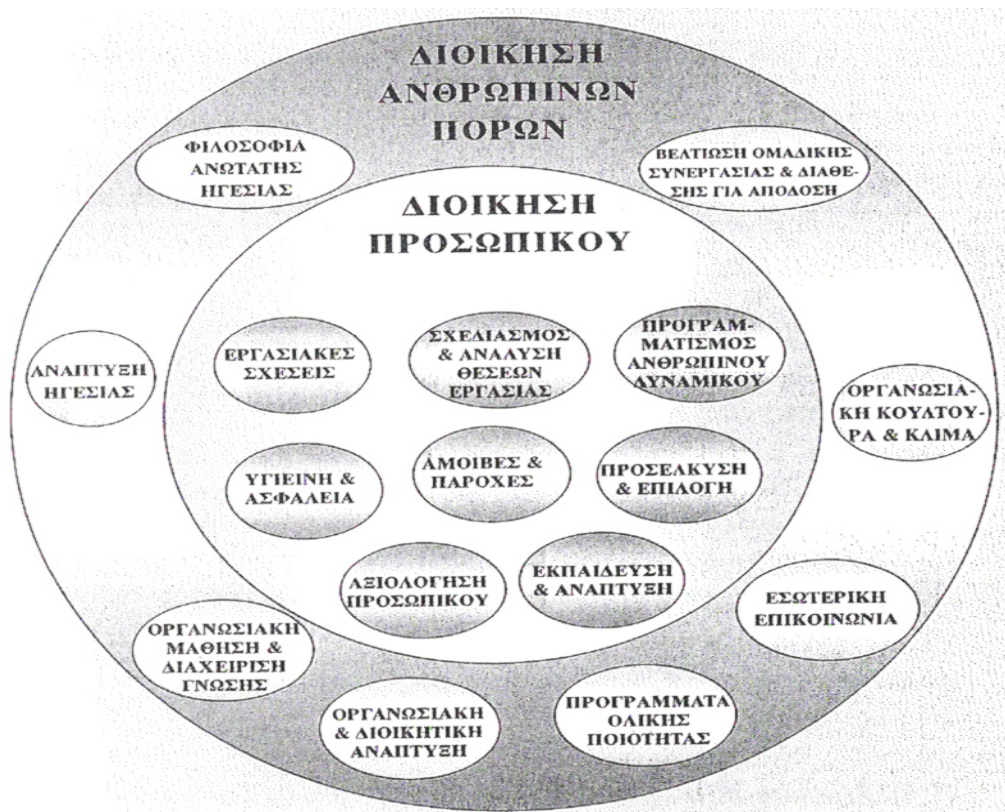 ΔΙΟΙΚΗΣΗ
ΑΝΘΡΩΠΙΝΩΝ
ΠΟΡΩΝ
ΦΙΛΟΣΟΦΙΑ
ΑΝΩΤΑΤΗΣ
ΗΓΕΣΙΑΣ
ΒΕΛΤΙΩΣΗ ΟΜΑΔΙΚΗΣ
ΣΥΝΕΡΓΑΣΙΑΣ & ΔΙΑΘΕ-
ΣΗΣ ΓΙΑ ΑΠΟΔΟΣΗ
ΔΙΟΙΚΗΣΗ
ΠΡΟΣΩΠΙΚΟΥ
ΑΝΑΠΤΥΞΗ
ΗΓΕΣΙΑΣ
ΕΡΓΑΣΙΑΚΕΣ
ΣΧΕΣΕΙΣ
ΣΧΕΔΙΑΣΜΟΣ
& ΑΝΑΛΥΣΗ
ΘΕΣΕΩΝ
ΕΡΓΑΣΙΑΣ
ΠΡΟΓΡΑΜ-
ΜΑΤΙΣΜΟΣ
ΑΝΘΡΩΠΙΝΟΥ
ΔΥΝΑΜΙΚΟΥ
ΟΡΓΑΝΩΣΙΑ-
ΚΗ ΚΟΥΛΤΟΥ-
ΡΑ & ΚΛΙΜΑ
ΥΓΙΕΙΝΗ &
ΑΣΦΑΛΕΙΑ
ΑΜΟΙΒΕΣ &
ΠΑΡΟΧΕΣ
ΠΡΟΣΕΛΚΥΣΗ
& ΕΠΙΛΟΓΗ
ΑΞΙΟΛΟΓΗΣΗ
ΠΡΟΣΩΠΙΚΟΥ
ΕΚΠΑΙΔΕΥΣΗ
& ΑΝΑΠΤΥΞΗ
ΕΣΩΤΕΡΙΚΗ
ΕΠΙΚΟΙΝΩΝΙΑ
ΟΡΓΑΝΩΣΙΑΚΗ
ΜΑΘΗΣΗ &
ΔΙΑΧΕΙΡΙΣΗ
ΓΝΩΣΗΣ
ΟΡΓΑΝΩΣΙΑΚΗ
& ΔΙΟΙΚΗΤΙΚΗ
ΑΝΑΠΤΥΞΗ
ΠΡΟΓΡΑΜΜΑΤΑ
ΟΛΙΚΗΣ
ΠΟΙΟΤΗΤΑΣ